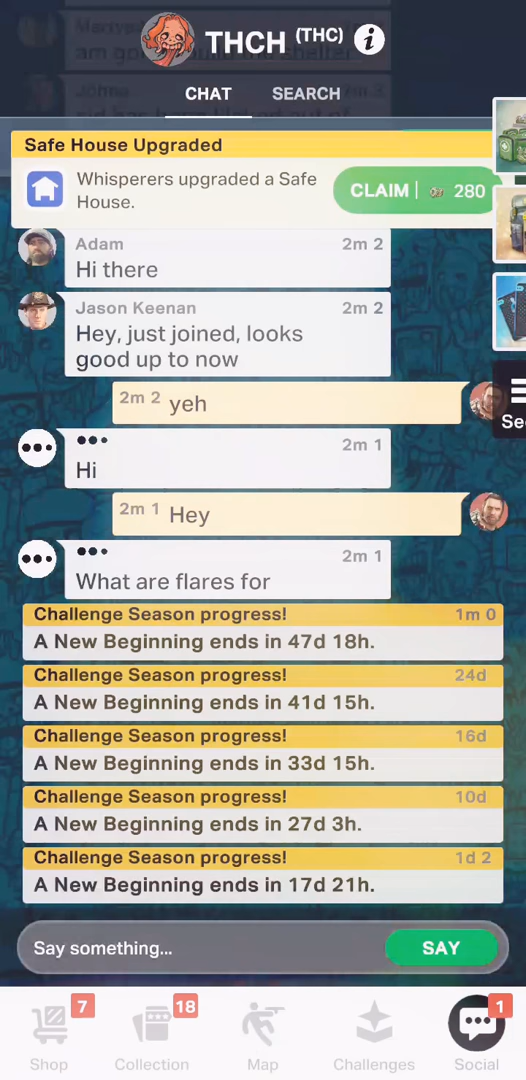 THCH (THC) i
CHAT SEARCH
Safe House Upgraded
Whisperers upgraded a Safe
House.
CLAIM | 280
Adam 2m 2
Hi there
Jason Keenan 2m 2
Hey, just joined, looks
good up to now
2m 2 yeh
••• 2m 1
Hi
2m 1 Hey
••• 2m 1
What are flares for
Challenge Season progress! 1m 0
A New Beginning ends in 47d 18h.
Challenge Season progress! 24d
A New Beginning ends in 41d 15h.
Challenge Season progress! 16d
A New Beginning ends in 33d 15h.
Challenge Season progress! 10d
A New Beginning ends in 27d 3h.
Challenge Season progress! 1d 2
A New Beginning ends in 17d 21h.
Say something... SAY
7 18 1
Shop Collection Map Challenges Social